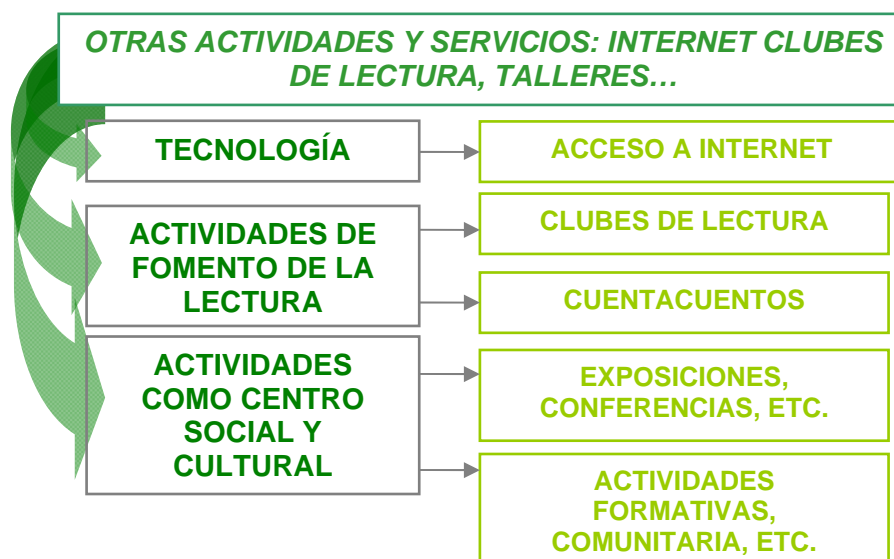 OTRAS ACTIVIDADES Y SERVICIOS: INTERNET CLUBES
DE LECTURA, TALLERES…
TECNOLOGÍA
ACCESO A INTERNET
ACTIVIDADES DE
FOMENTO DE LA
LECTURA
CLUBES DE LECTURA
CUENTACUENTOS
ACTIVIDADES
COMO CENTRO
SOCIAL Y
CULTURAL
EXPOSICIONES,
CONFERENCIAS, ETC.
ACTIVIDADES
FORMATIVAS,
COMUNITARIA, ETC.